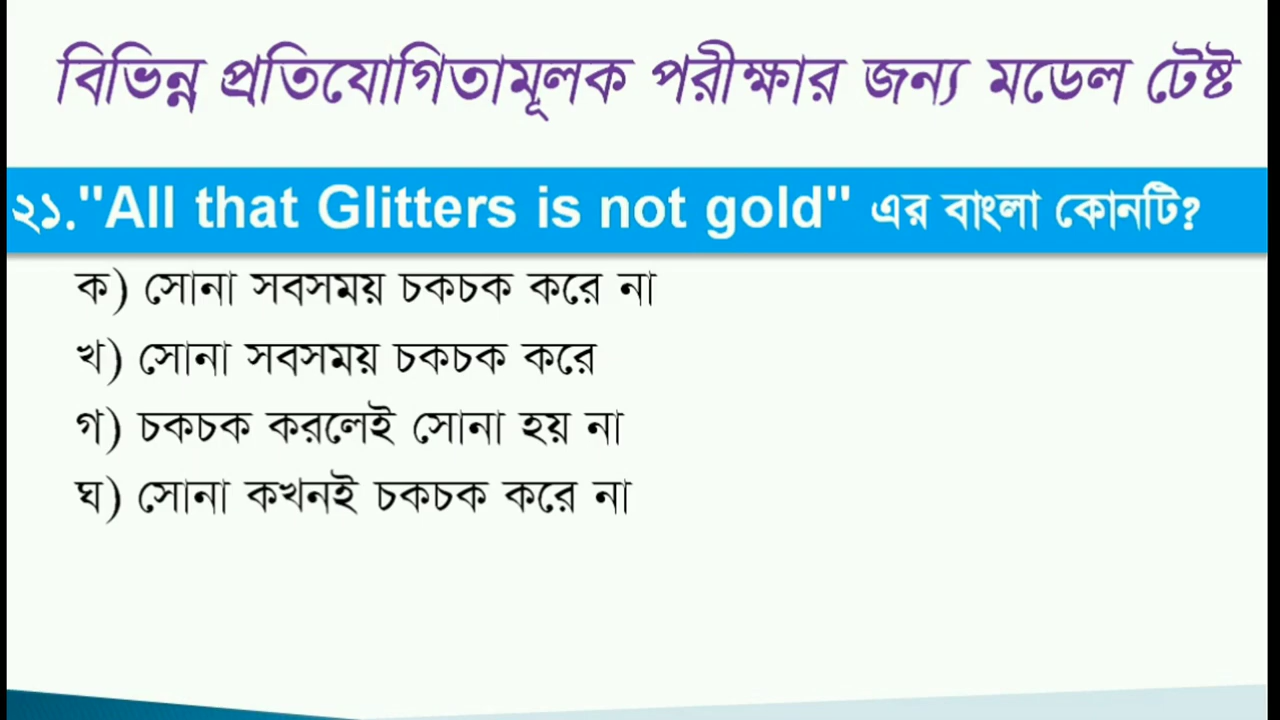 বিভিন্ন প্রতিযোগিতামূলক পরীক্ষার জন্য মডেল টেষ্ট
২১."All that Glitters is not gold" এর বাংলা কোনটি?
ক) সোনা সবসময় চকচক করে না
খ) সোনা সবসময় চকচক করে
গ) চকচক করলেই সোনা হয় না
ঘ) সোনা কখনই চকচক করে না